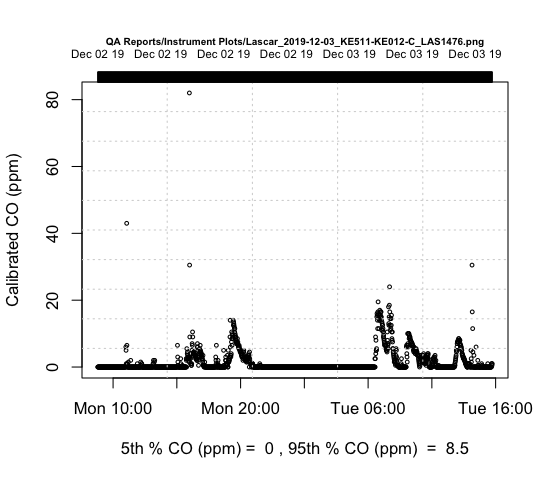 QA Reports/Instrument Plots/Lascar_2019-12-03_KE511-KE012-C_LAS1476.png
Dec 02 19 Dec 02 19 Dec 02 19 Dec 02 19 Dec 03 19 Dec 03 19 Dec 03 19
80
60
40
20
0
Calibrated CO (ppm)
Mon 10:00 Mon 20:00 Tue 06:00 Tue 16:00
5th % CO (ppm) = 0 , 95th % CO (ppm) = 8.5